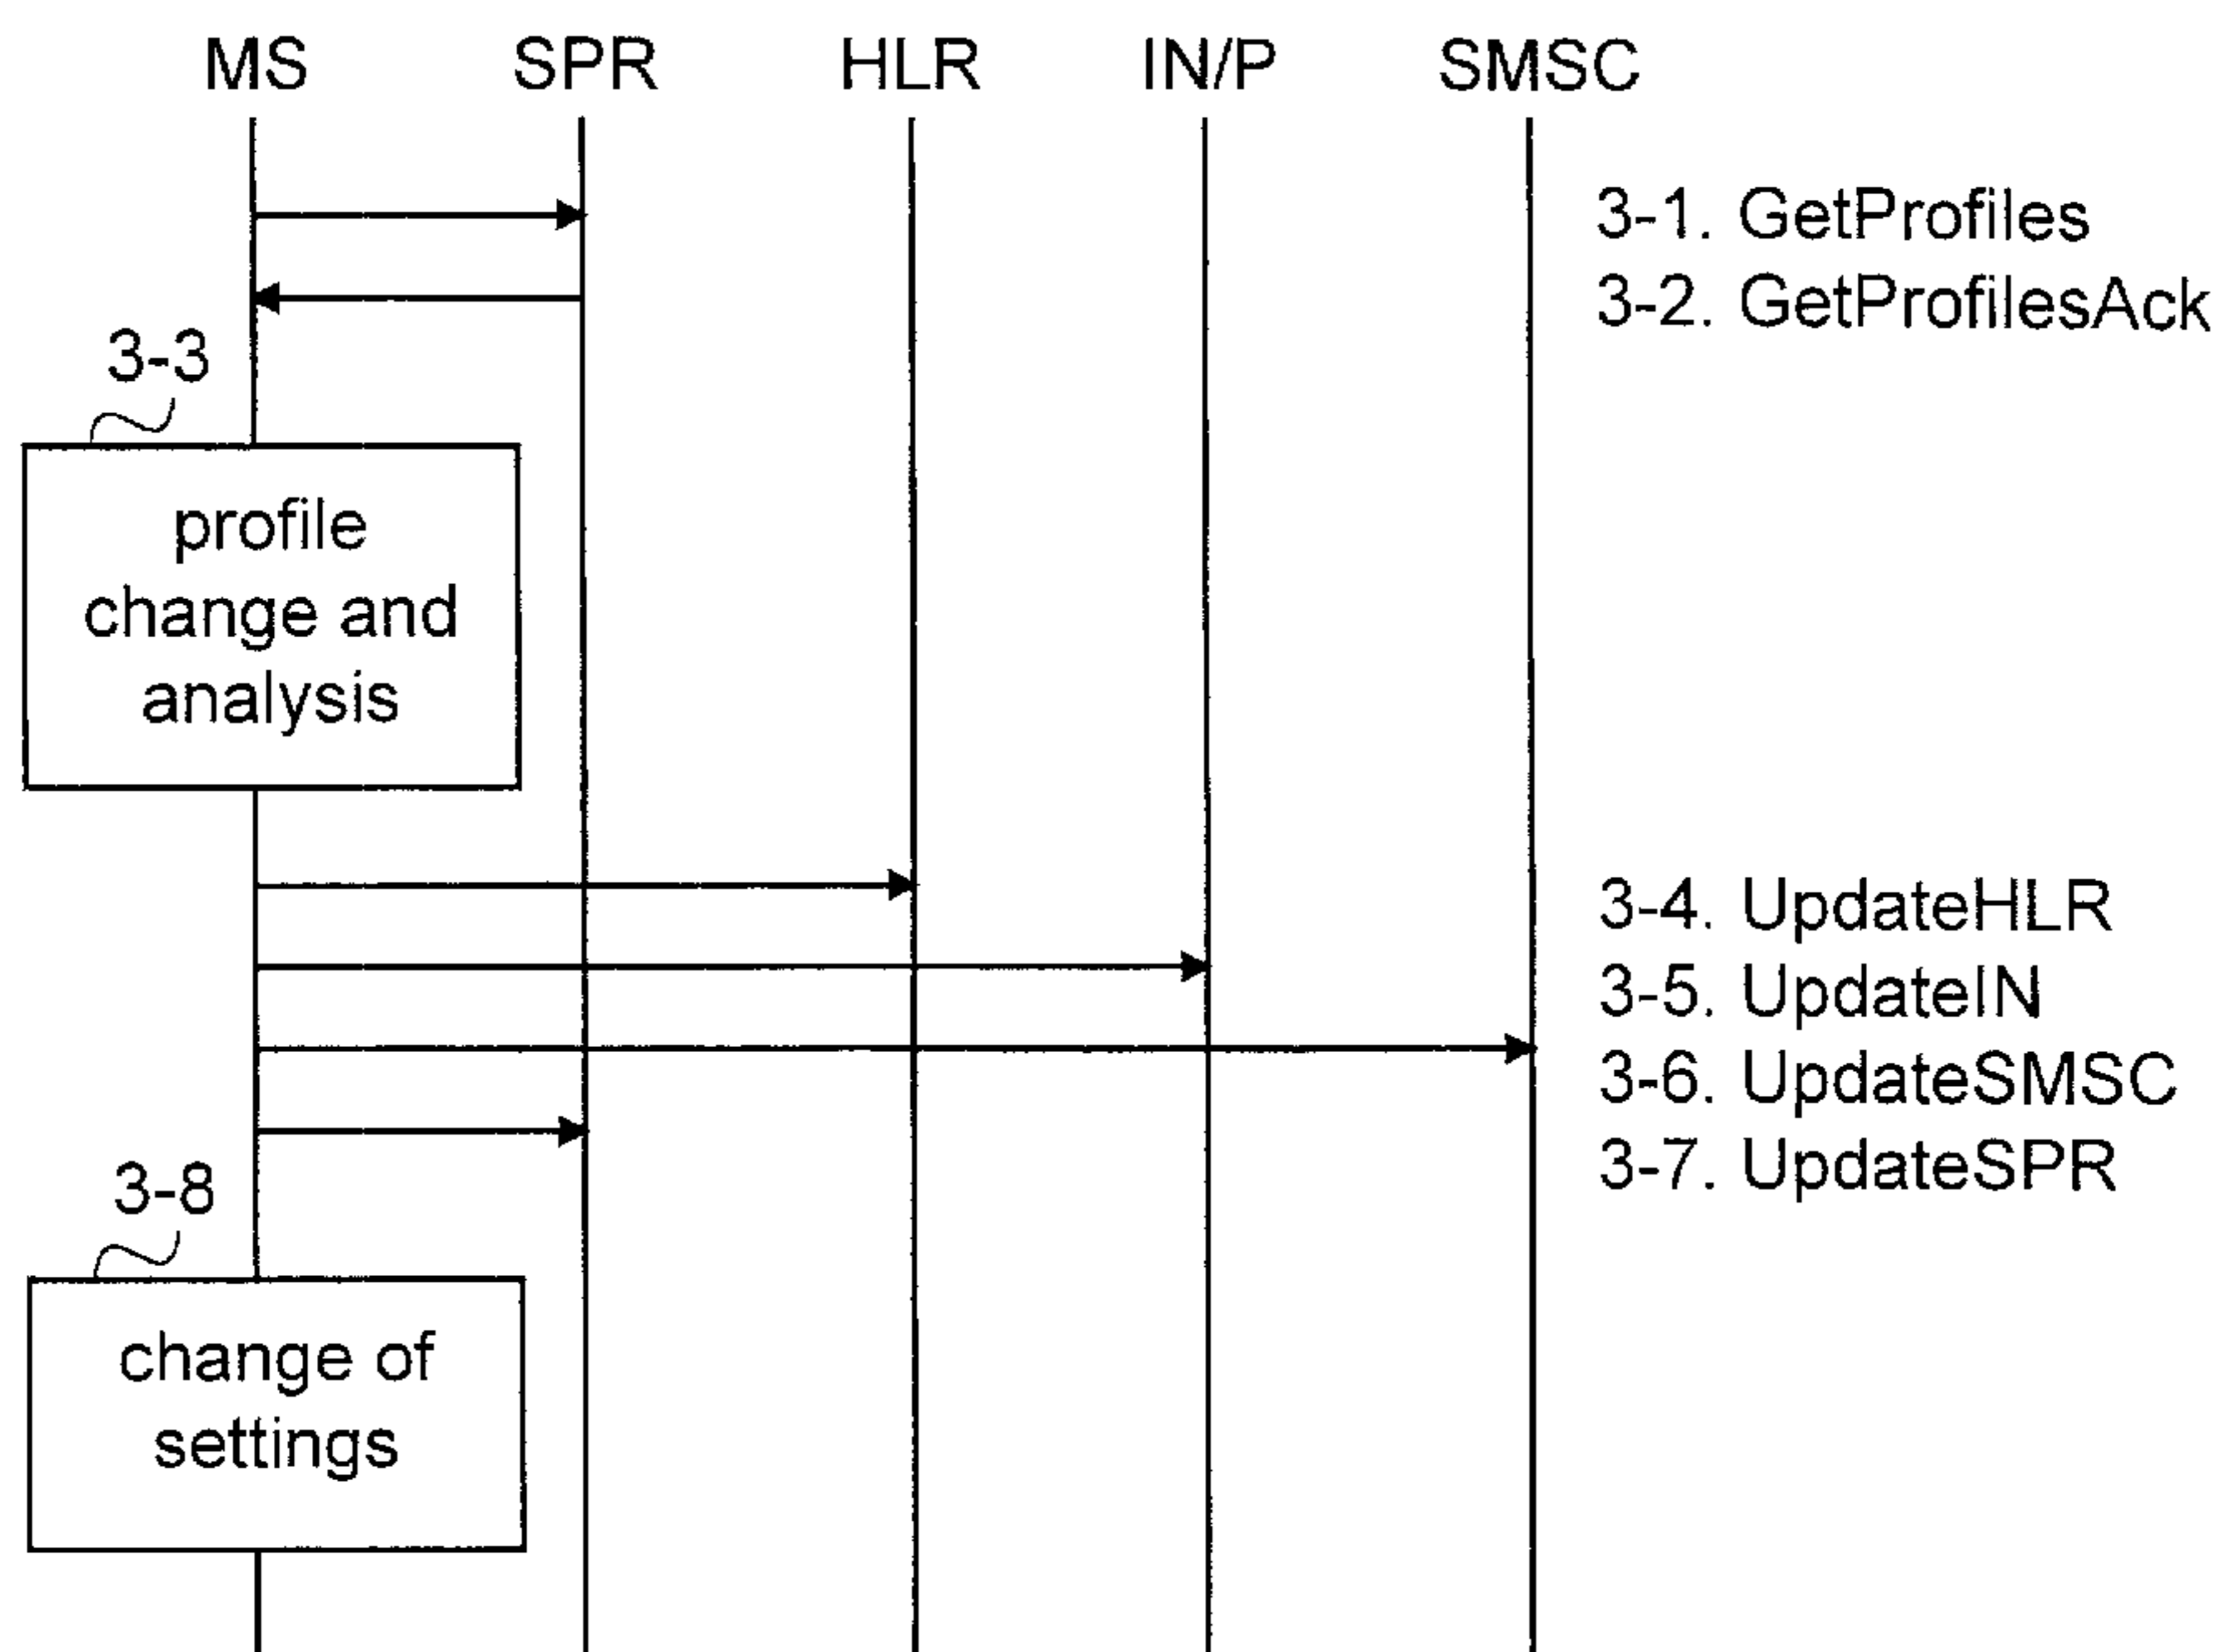 MS SPR HLR IN/P SMSC
3-1. GetProfiles
3-2. GetProfilesAck
3-3
profile
change and
analysis
3-4. UpdateHLR
3-5. UpdateIN
3-6. UpdateSMSC
3-7. UpdateSPR
3-8
change of
settings